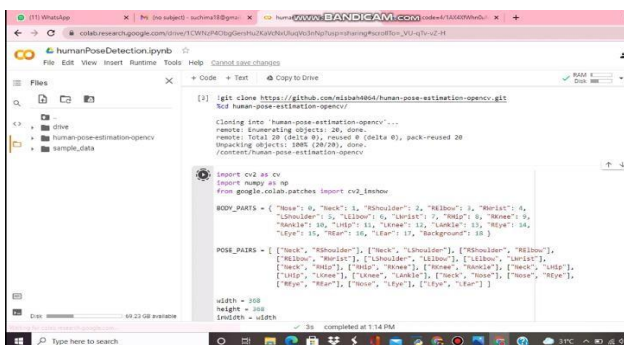 (11) WhatsApp
(no subject) - suchima18@gmai
www.BANDICAM.com
colab.research.google.com/drive/
humanPoseDetection.ipynb
File Edit View Insert Runtime Tools Help Cannot save changes
Files
+ Code + Text Copy to Drive
RAM
Disk
..
drive
human-pose-estimation-opencv
sample_data
!git clone https://github.com/misbah4064/human-pose-estimation-opencv.git
%cd human-pose-estimation-opencv/
Cloning into 'human-pose-estimation-opencv'...
remote: Enumerating objects: 20, done.
remote: Total 20 (delta 0), reused 0 (delta 0), pack-reused 20
Unpacking objects: 100% (20/20), done.
/content/human-pose-estimation-opencv
import cv2 as cv
import numpy as np
from google.colab.patches import cv2_imshow
BODY_PARTS = { "Nose": 0, "Neck": 1, "RShoulder": 2, "RElbow": 3, "RWrist": 4,
"LShoulder": 5, "LElbow": 6, "LWrist": 7, "RHip": 8, "RKnee": 9,
"RAnkle": 10, "LHip": 11, "LKnee": 12, "LAnkle": 13, "REye": 14,
"LEye": 15, "REar": 16, "LEar": 17, "Background": 18 }
POSE_PAIRS = [ ["Neck", "RShoulder"], ["Neck", "LShoulder"], ["RShoulder", "RElbow"],
["RElbow", "RWrist"], ["LShoulder", "LElbow"], ["LElbow", "LWrist"],
["Neck", "RHip"], ["RHip", "RKnee"], ["RKnee", "RAnkle"], ["Neck", "LHip"],
["LHip", "LKnee"], ["LKnee", "LAnkle"], ["Neck", "Nose"], ["Nose", "REye"],
["REye", "REar"], ["Nose", "LEye"], ["LEye", "LEar"] ]
width = 368
height = 368
inWidth = width
Disk 69.23 GB available
3s completed at 1:14 PM
Type here to search
31°C